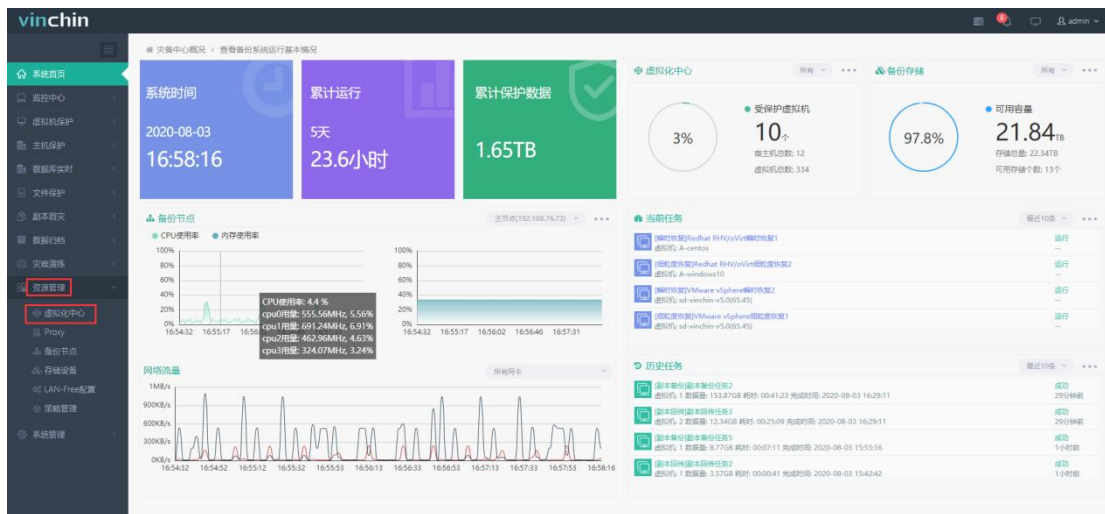 vinchin
8
admin
系统首页
监控中心
虚拟机保护
主机保护
数据库实时
文件保护
副本容灾
数据归档
灾难演练
资源管理
虚拟化中心
Proxy
备份节点
存储设备
LAN-Free配置
策略管理
系统管理
灾备中心概况 > 查看备份系统运行基本情况
系统时间
2020-08-03
16:58:16
累计运行
5天
23.6小时
累计保护数据
1.65TB
虚拟化中心
所有
3%
受保护虚拟机
10个
宿主机总数: 12
虚拟机总数: 334
备份存储
所有
97.8%
可用容量
21.84TB
存储总量: 22.34TB
可用存储个数: 13个
备份节点
主节点(192.168.76.73)
CPU使用率 内存使用率
100%
80%
60%
40%
20%
0%
16:54:32 16:55:17
CPU使用率: 4.4 %
cpu0用量: 555.56MHz, 5.56%
cpu1用量: 691.24MHz, 6.91%
cpu2用量: 462.96MHz, 4.63%
cpu3用量: 324.07MHz, 3.24%
100%
80%
60%
40%
20%
0%
16:54:32 16:55:17 16:56:02 16:56:46 16:57:31
网络流量
所有网卡
1MB/s
900KB/s
600KB/s
300KB/s
0KB/s
16:54:32 16:54:52 16:55:12 16:55:32 16:55:53 16:56:13 16:56:33 16:56:53 16:57:13 16:57:33 16:57:53 16:58:16
当前任务
最近10条
[瞬时恢复]Redhat RHV/oVirt瞬时恢复1
虚拟机: A-centos
运行
--
[细粒度恢复]Redhat RHV/oVirt细粒度恢复2
虚拟机: A-windows10
运行
--
[瞬时恢复]VMware vSphere瞬时恢复2
虚拟机: sd-vinchin-v5.0(65.45)
运行
--
[细粒度恢复]VMware vSphere细粒度恢复1
虚拟机: sd-vinchin-v5.0(65.45)
运行
--
历史任务
最近10条
[副本备份]副本备份任务2
虚拟机: 1 数据量: 153.87GB 耗时: 00:41:23 完成时间: 2020-08-03 16:29:11
成功
29分钟前
[副本回传]副本回传任务3
虚拟机: 2 数据量: 12.34GB 耗时: 00:25:09 完成时间: 2020-08-03 16:29:11
成功
29分钟前
[副本备份]副本备份任务5
虚拟机: 1 数据量: 8.77GB 耗时: 00:07:11 完成时间: 2020-08-03 15:55:16
成功
1小时前
[副本回传]副本回传任务2
虚拟机: 1 数据量: 3.57GB 耗时: 00:00:41 完成时间: 2020-08-03 15:42:42
成功
1小时前